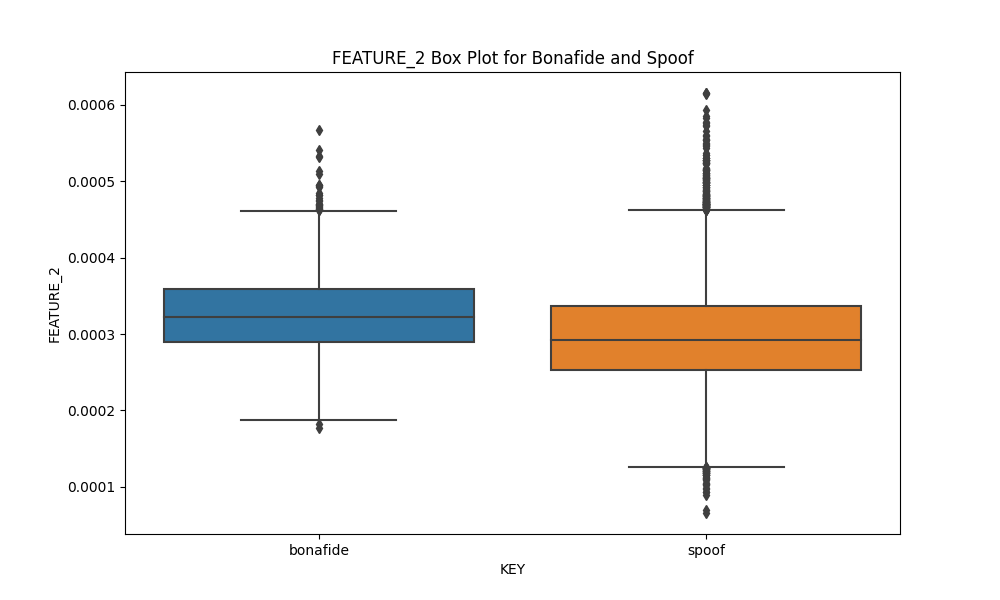 FEATURE_2 Box Plot for Bonafide and Spoof
0.0006
0.0005
0.0004
0.0003
0.0002
0.0001
FEATURE_2
bonafide
spoof
KEY